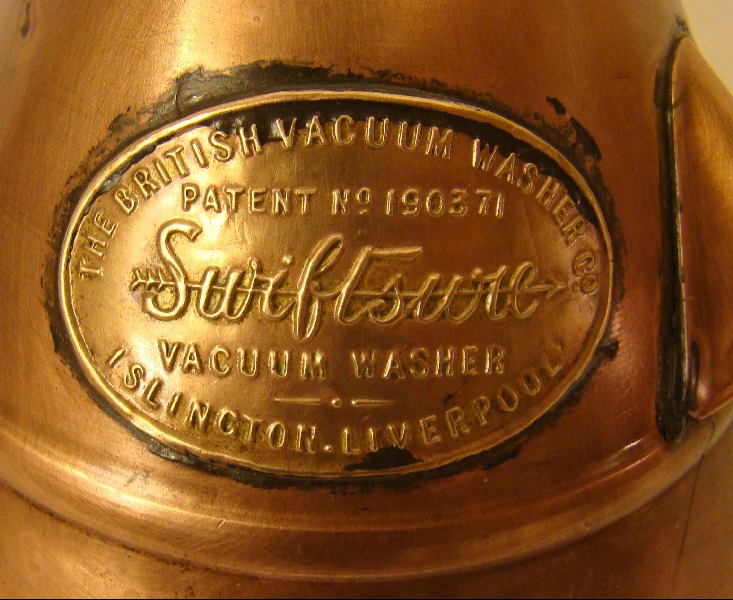 THE BRITISH VACUUM WASHER CO
PATENT No 190371
Swiftsure
VACUUM WASHER
ISLINGTON. LIVERPOOL